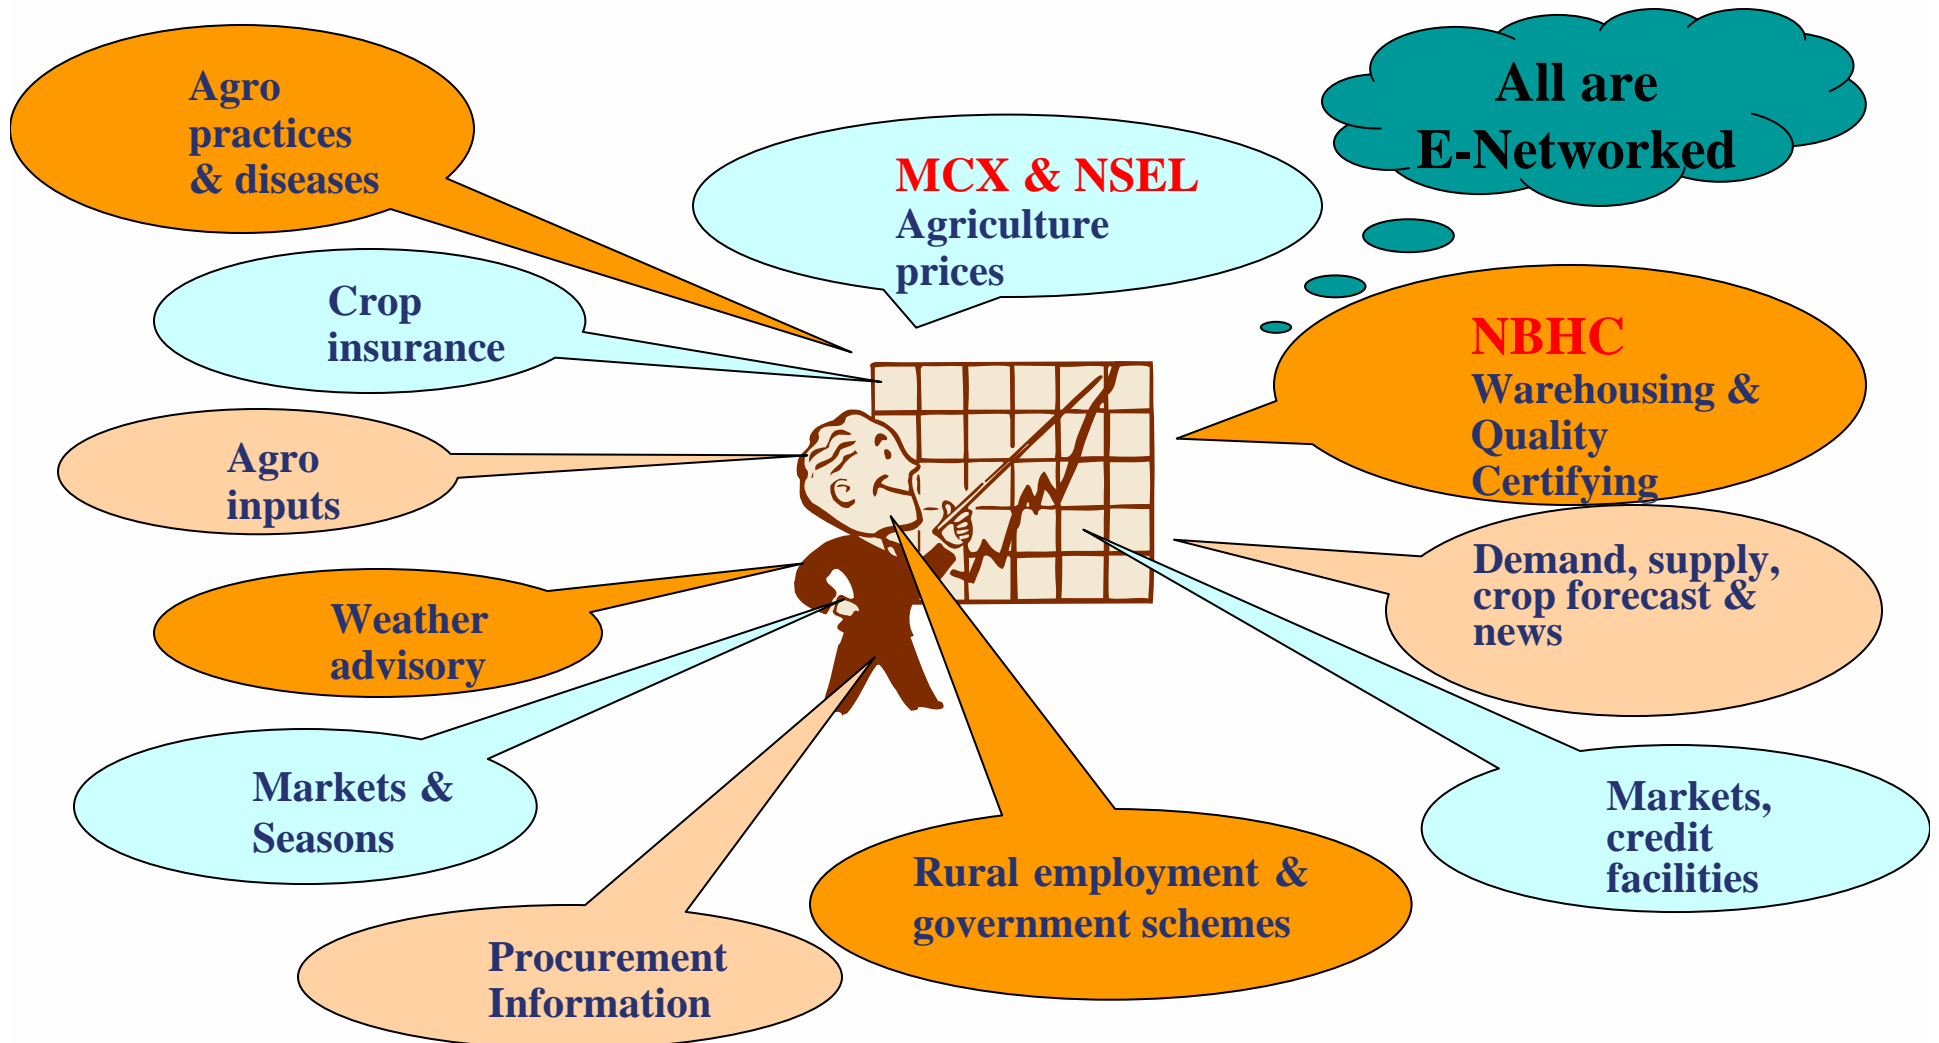 Agro
practices
& diseases
MCX & NSEL
Agriculture
prices
All are
E-Networked
Crop
insurance
NBHC
Warehousing &
Quality
Certifying
Agro
inputs
Demand, supply,
crop forecast &
news
Weather
advisory
Markets &
Seasons
Markets,
credit
facilities
Rural employment &
government schemes
Procurement
Information